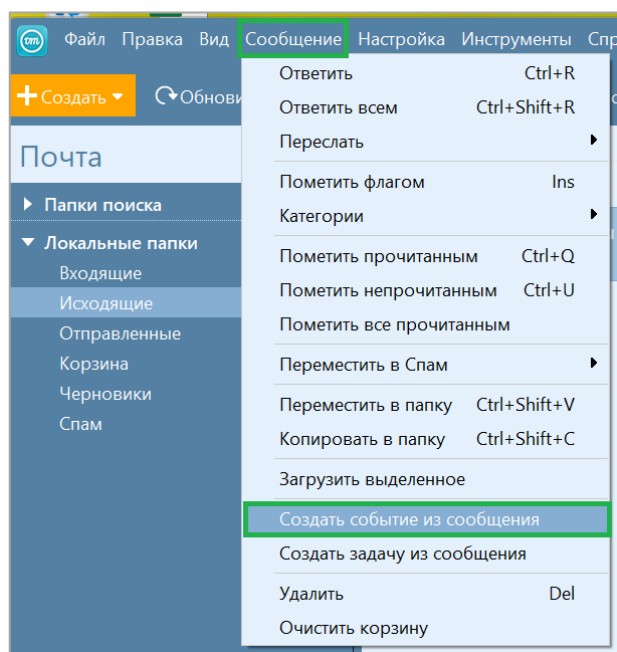 Файл Правка Вид Сообщение Настройка Инструменты
Создать
Почта
Папки поиска
Локальные папки
Входящие
Исходящие
Отправленные
Корзина
Черновики
Спам
Ответить Ctrl+R
Ответить всем Ctrl+Shift+R
Переслать
Пометить флагом Ins
Категории
Пометить прочитанным Ctrl+Q
Пометить непрочитанным Ctrl+U
Пометить все прочитанным
Переместить в Спам
Переместить в папку Ctrl+Shift+V
Копировать в папку Ctrl+Shift+C
Загрузить выделенное
Создать событие из сообщения
Создать задачу из сообщения
Удалить Del
Очистить корзину